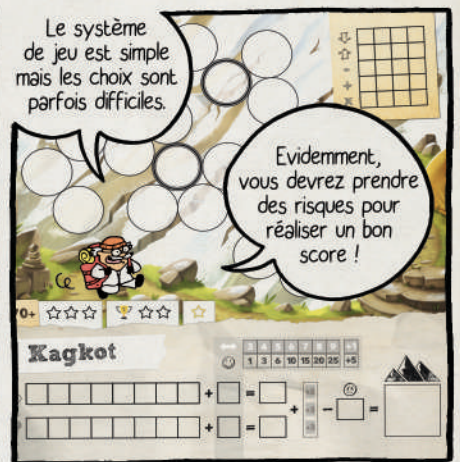 Le système
de jeu est simple
mais les choix sont
parfois difficiles.
Evidemment,
vous devrez prendre
des risques pour
réaliser un bon
score !
Kagkot
1 3 6 10 15 20 25 +5
+ =
+ - =
+ =